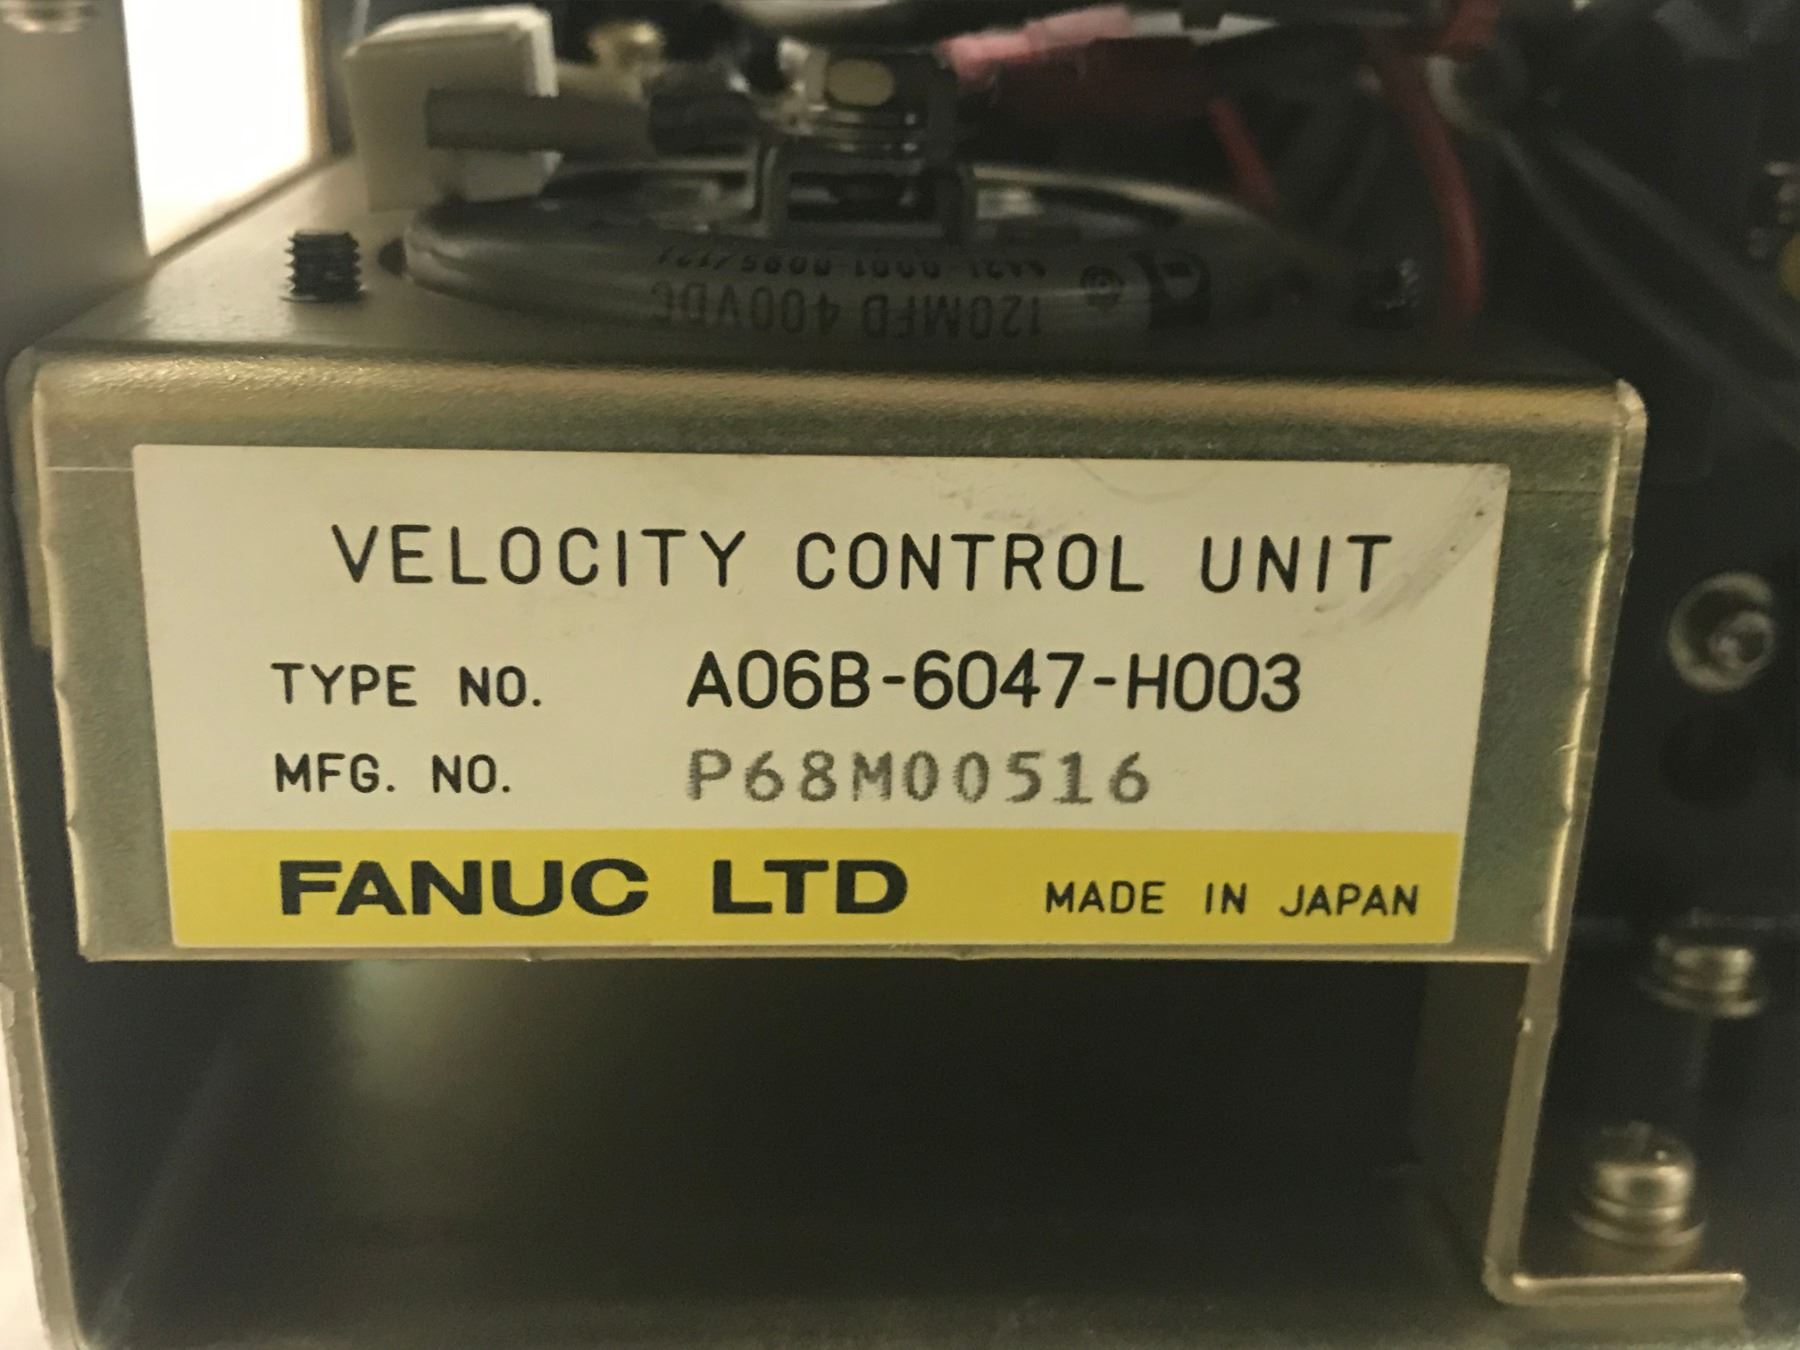 120MFD 400VDC
VELOCITY CONTROL UNIT
TYPE NO. A06B-6047-H003
MFG. NO. P68M00516
FANUC LTD MADE IN JAPAN